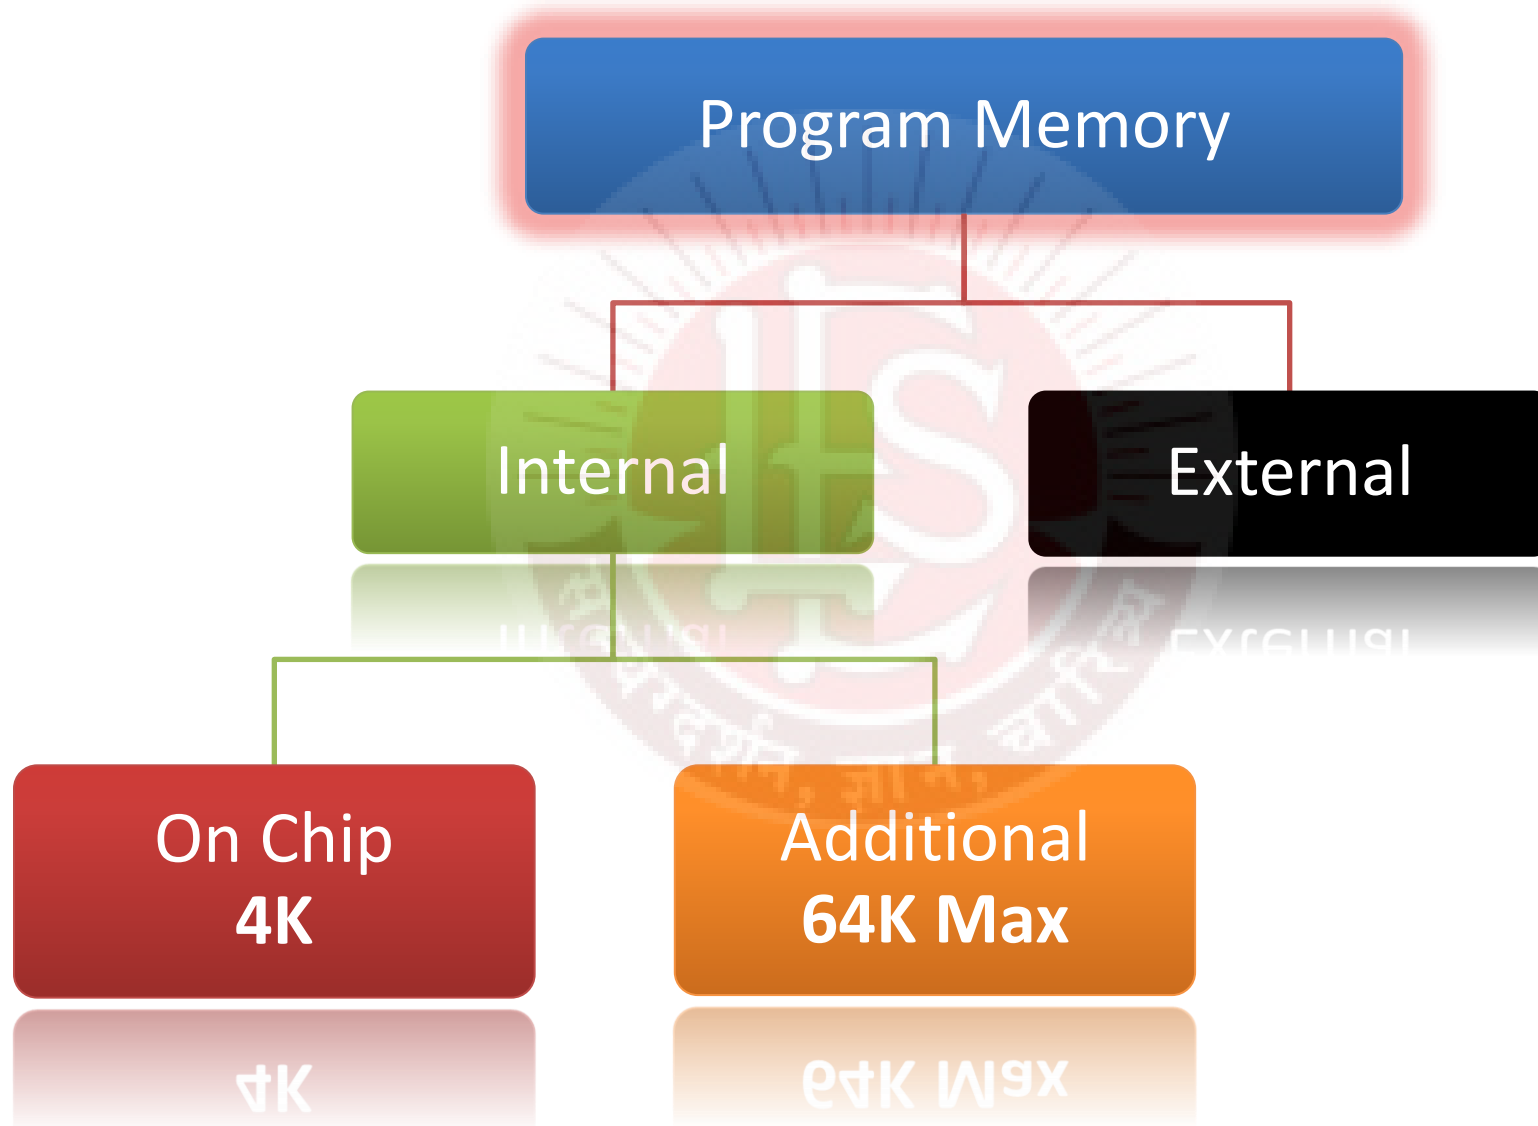 Program Memory
Internal
External
On Chip
4K
Additional
64K Max